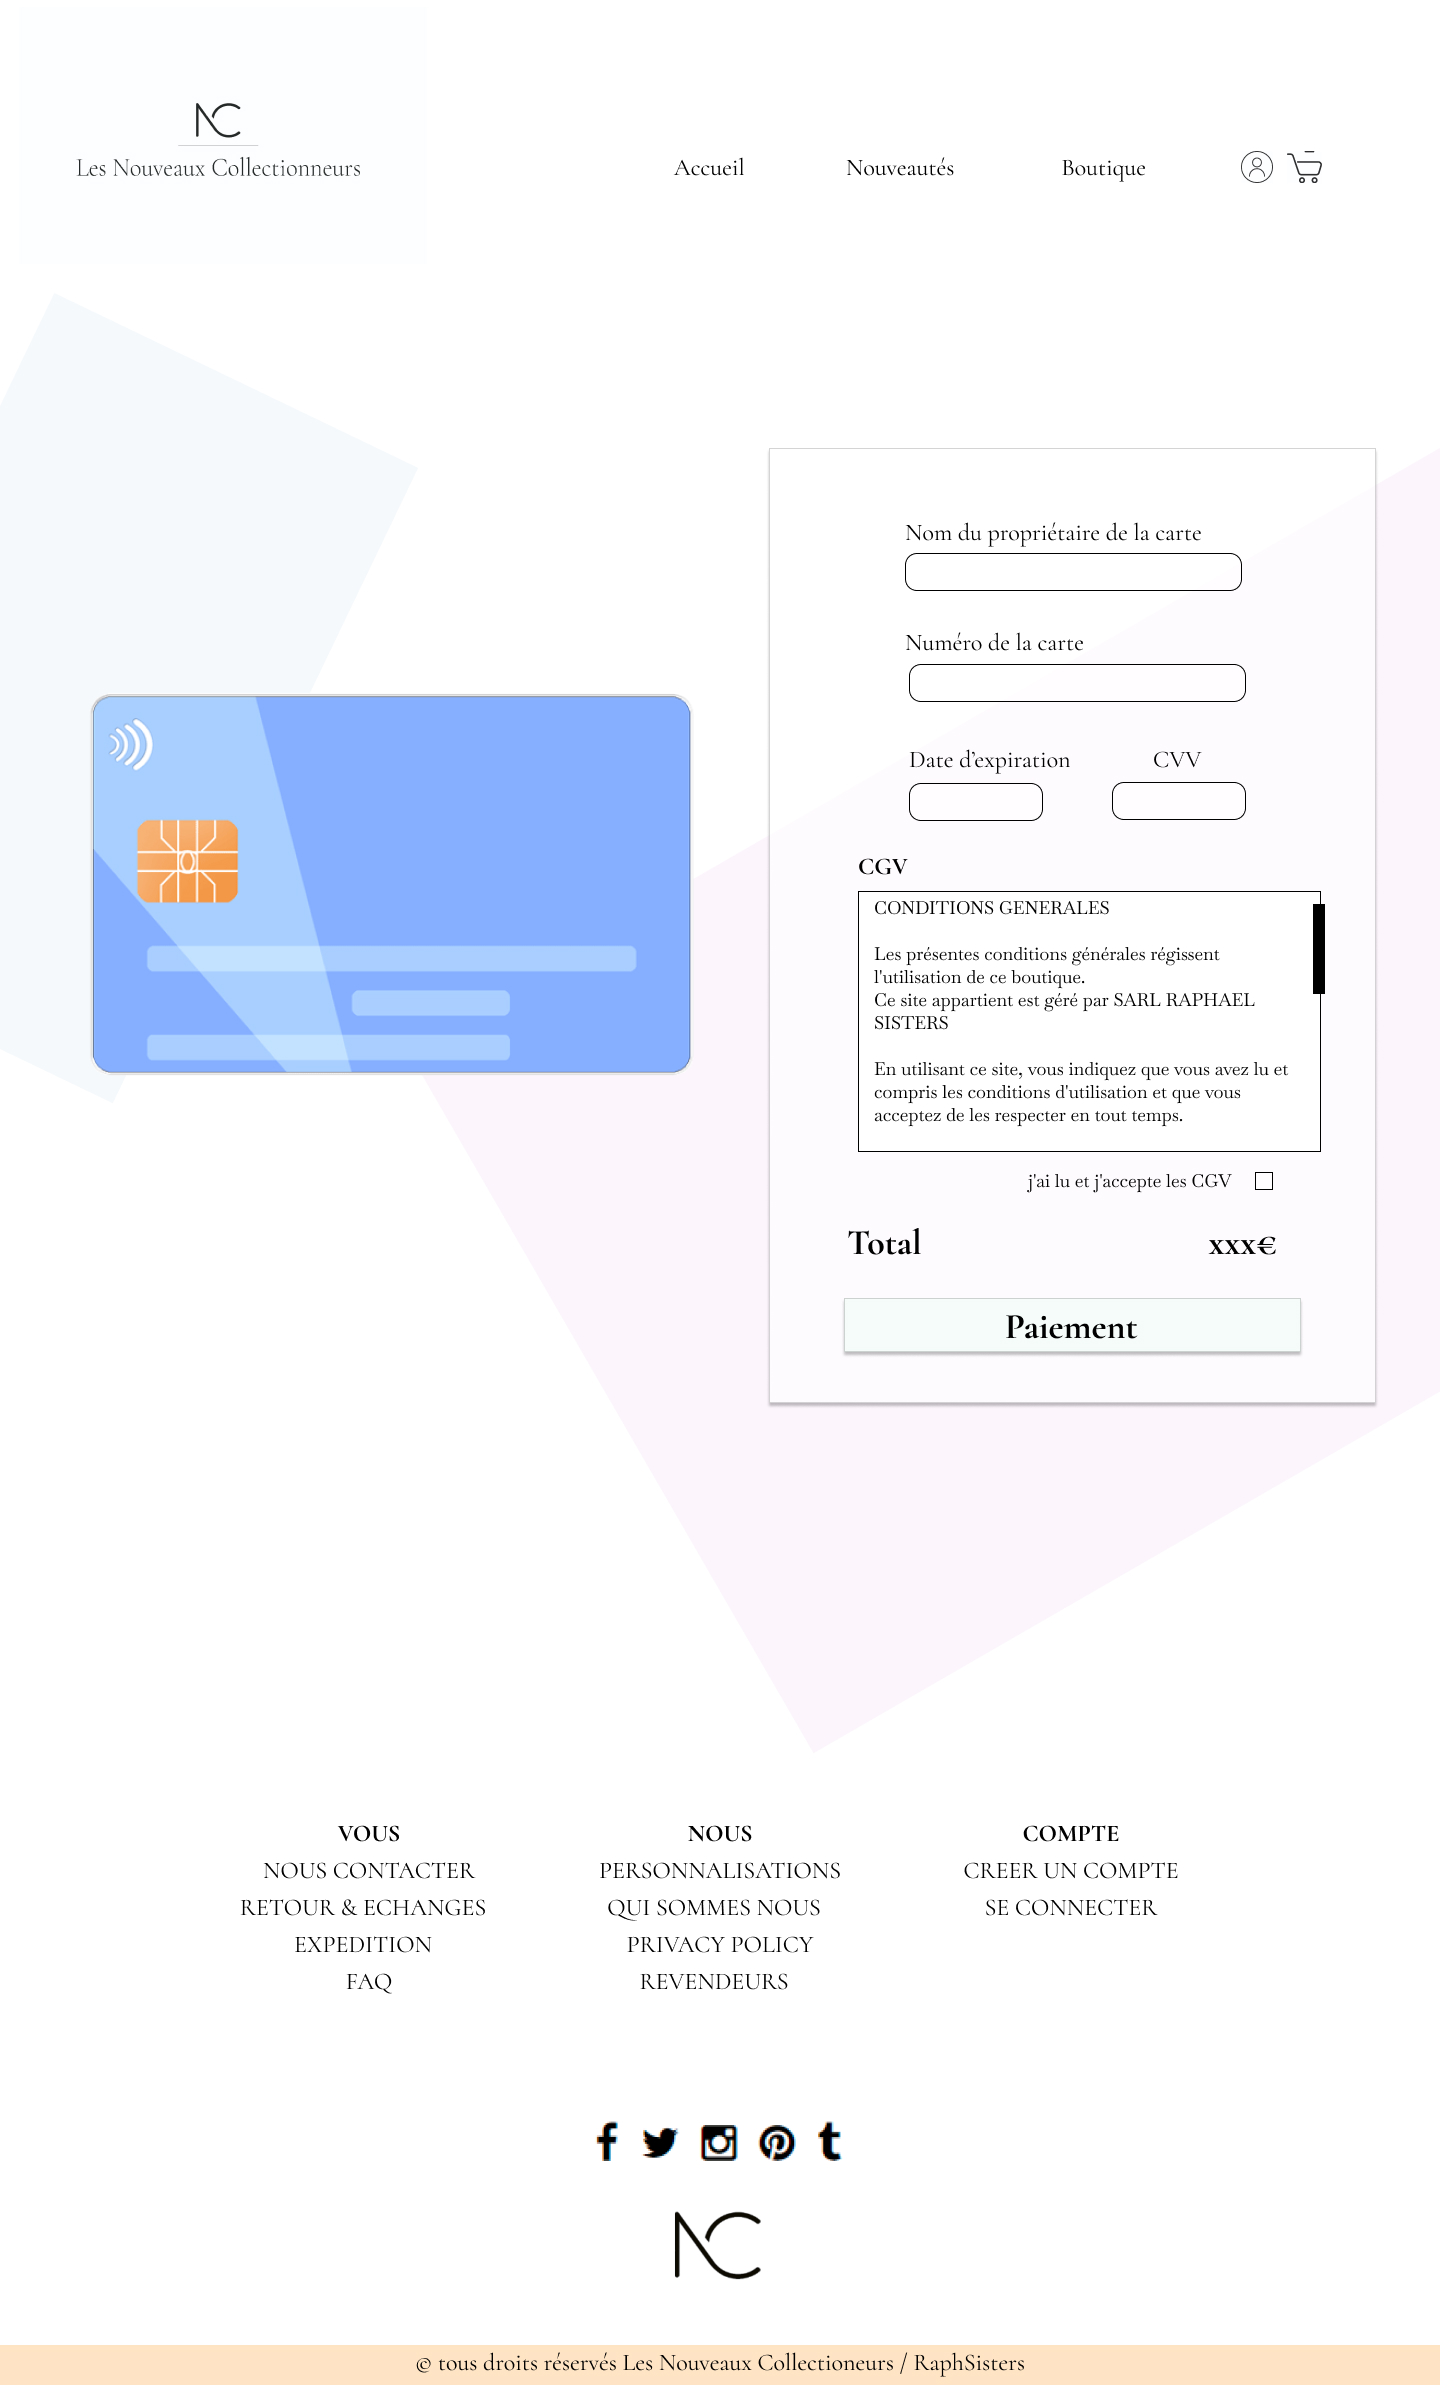 NC
Les Nouveaux Collectionneurs
Accueil
Nouveautés
Boutique
Nom du propriétaire de la carte
Numéro de la carte
Date d’expiration
CVV
CGV
CONDITIONS GENERALES
Les présentes conditions générales régissent
l'utilisation de ce boutique.
Ce site appartient est géré par SARL RAPHAEL
SISTERS
En utilisant ce site, vous indiquez que vous avez lu et
compris les conditions d'utilisation et que vous
acceptez de les respecter en tout temps.
j'ai lu et j'accepte les CGV
Total
xxx€
Paiement
VOUS
NOUS CONTACTER
RETOUR & ECHANGES
EXPEDITION
FAQ
NOUS
PERSONNALISATIONS
QUI SOMMES NOUS
PRIVACY POLICY
REVENDEURS
COMPTE
CREER UN COMPTE
SE CONNECTER
NC
© tous droits réservés Les Nouveaux Collectioneurs / RaphSisters